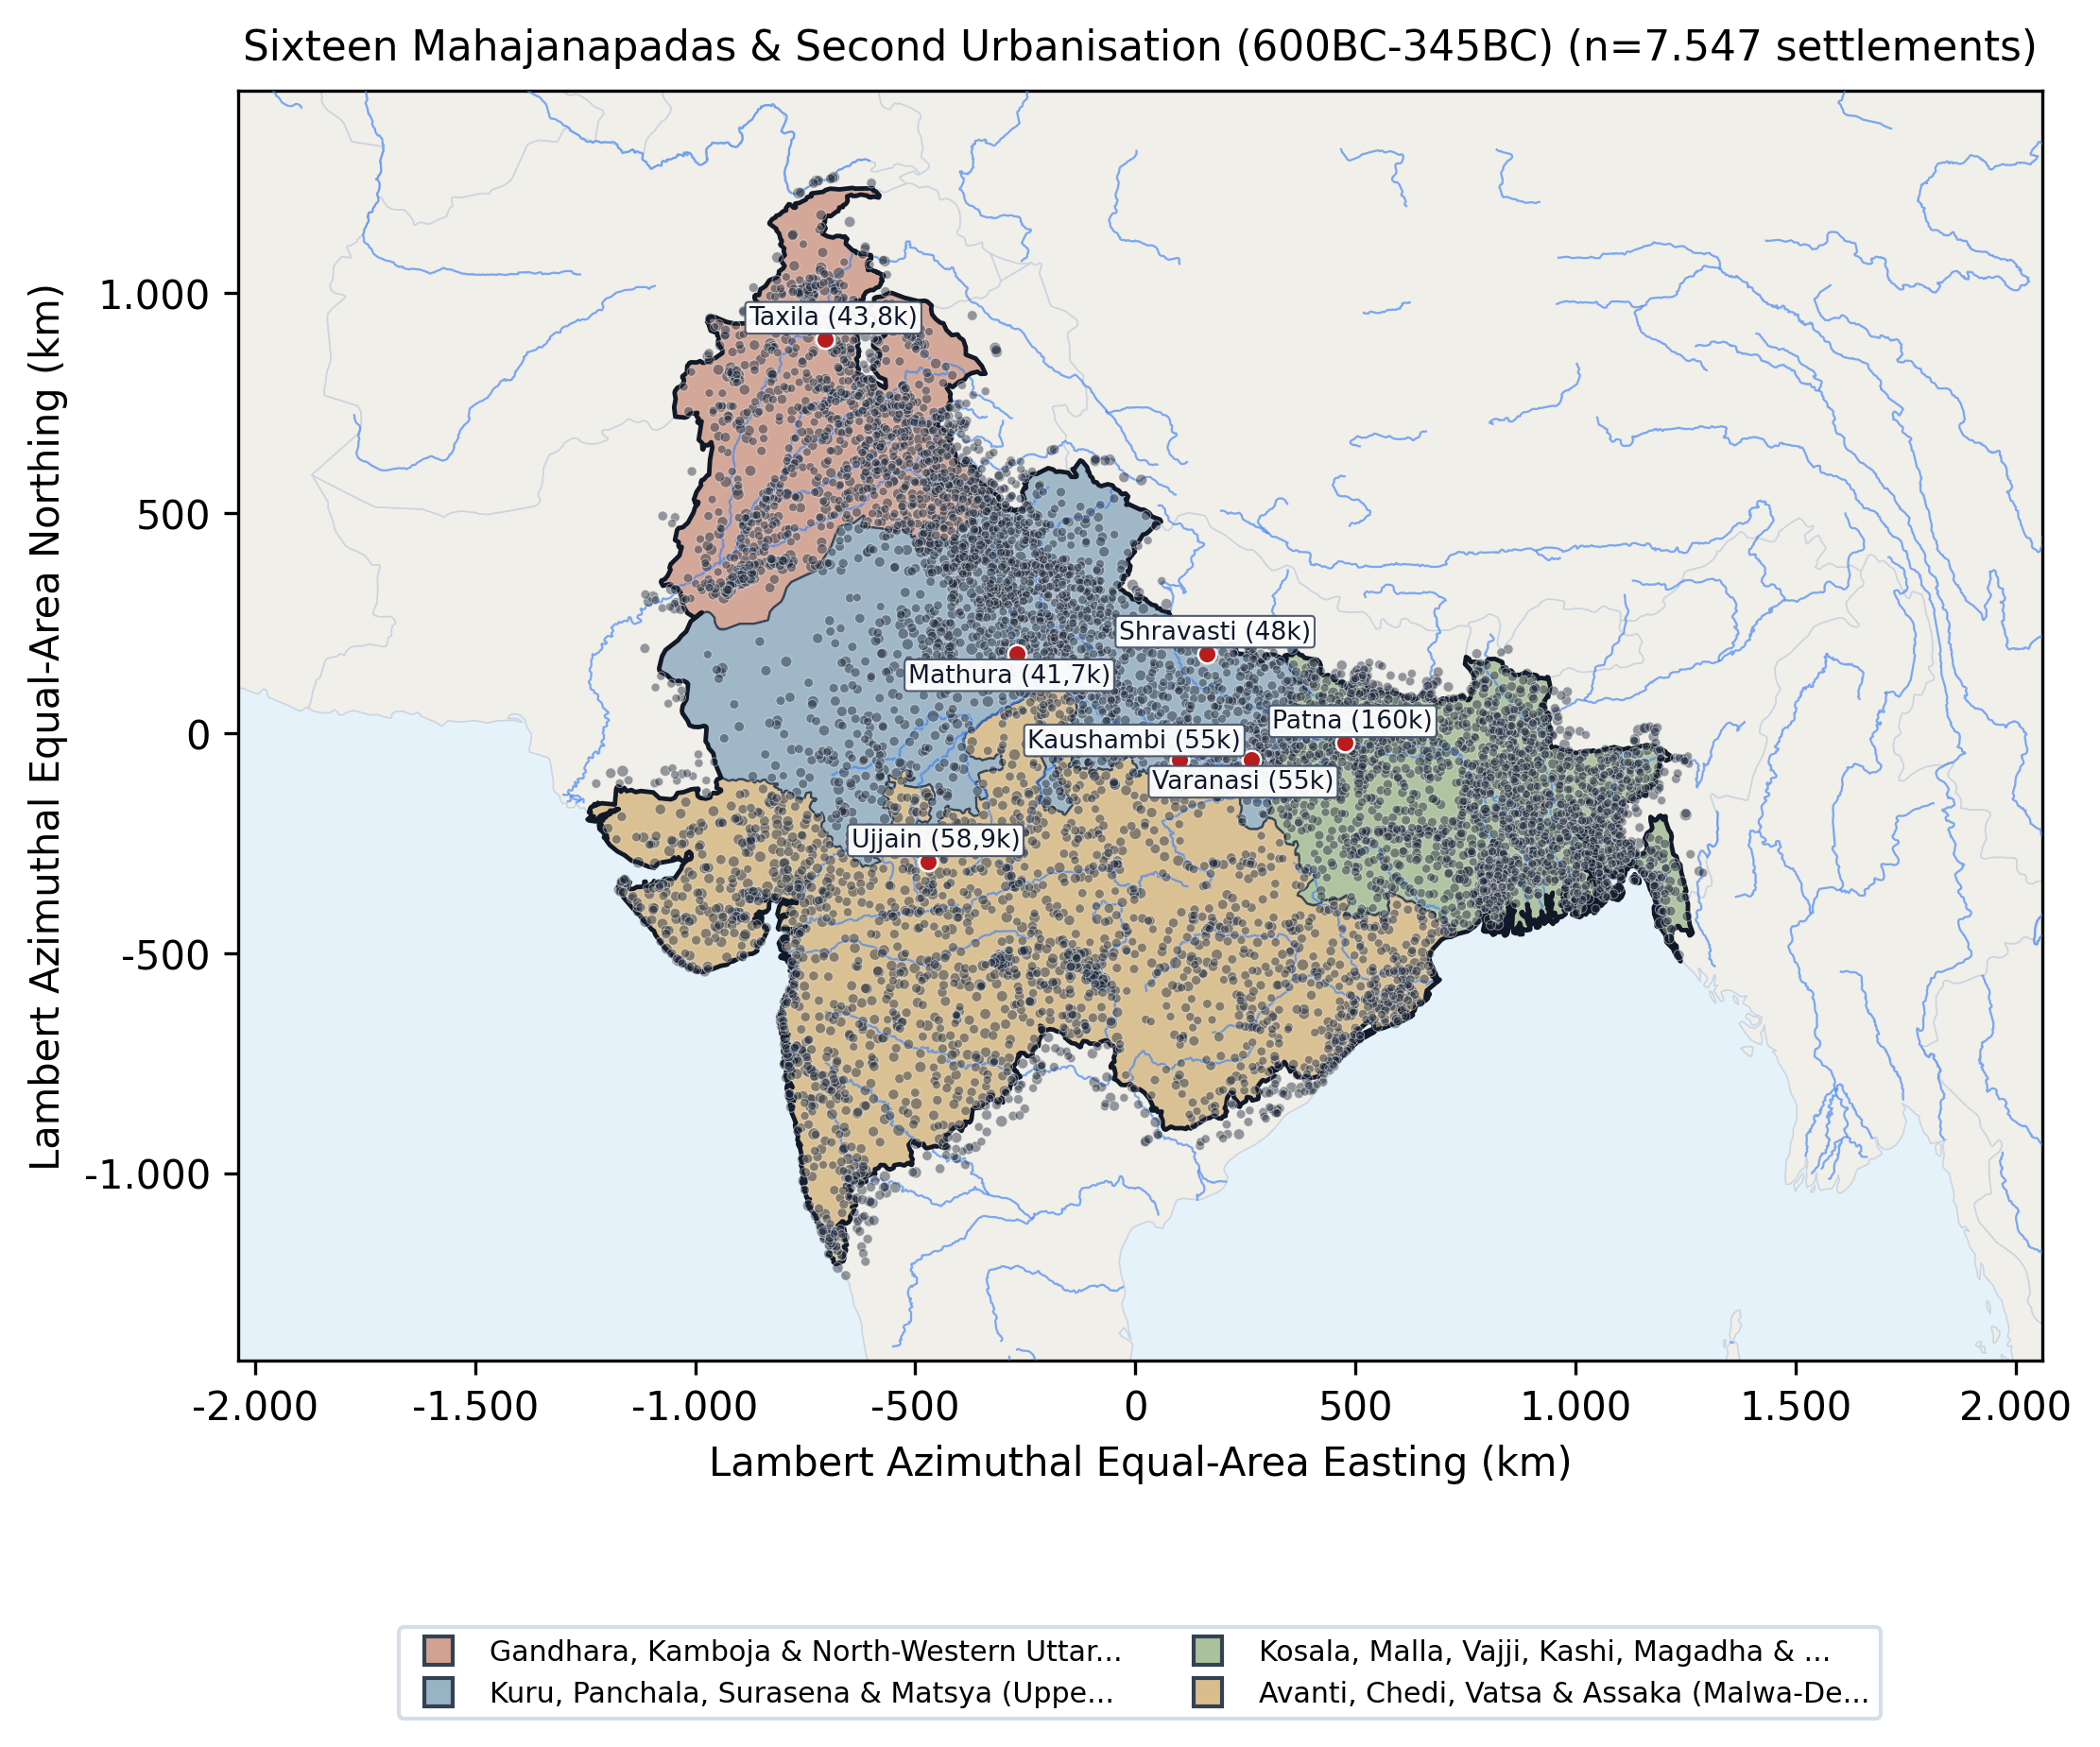 Sixteen Mahajanapadas & Second Urbanisation (600BC-345BC) (n=7.547 settlements)
Lambert Azimuthal Equal-Area Northing (km)
1.000
500
0
-500
-1.000
Taxila (43,8k)
Shravasti (48k)
Mathura (41,7k)
Patna (160k)
Kaushambi (55k)
Varanasi (55k)
Ujjain (58,9k)
-2.000
-1.500
-1.000
-500
0
500
1.000
1.500
2.000
Lambert Azimuthal Equal-Area Easting (km)
Gandhara, Kamboja & North-Western Uttar...
Kuru, Panchala, Surasena & Matsya (Uppe...
Kosala, Malla, Vajji, Kashi, Magadha & ...
Avanti, Chedi, Vatsa & Assaka (Malwa-De...